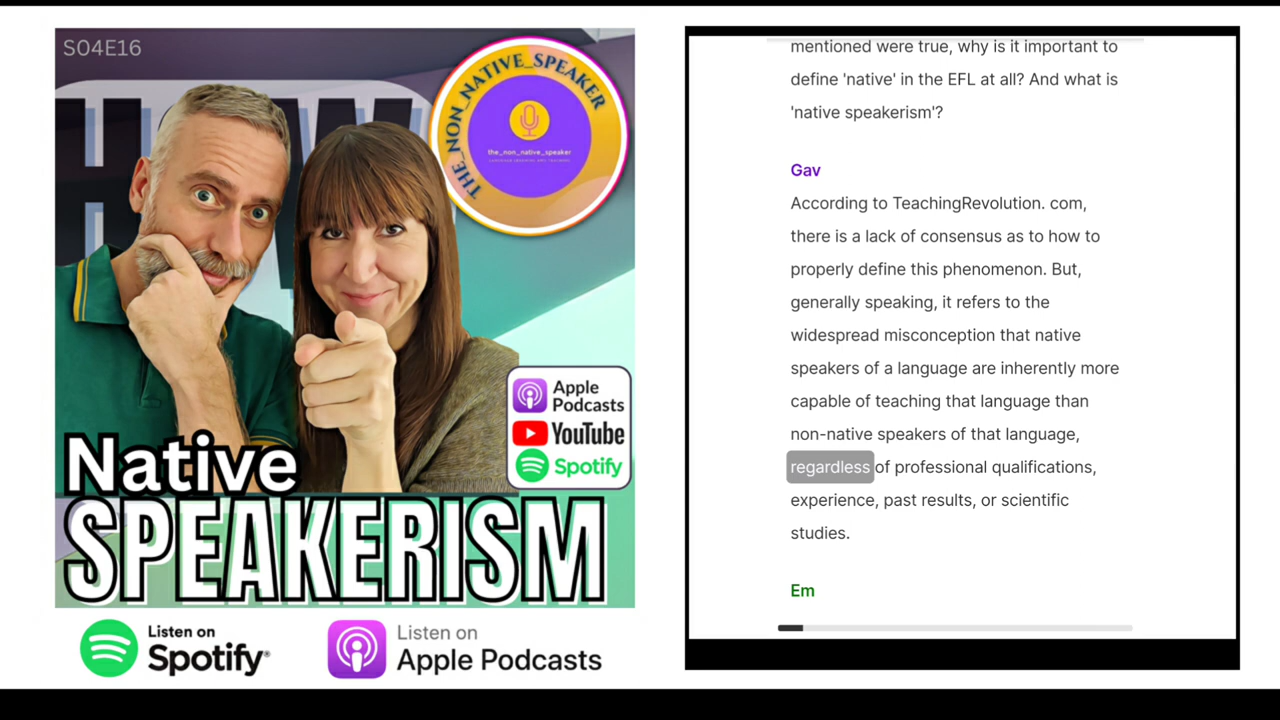 S04E16
HOW
THE_NON_NATIVE_SPEAKER
the_non_native_speaker
Apple
Podcasts
YouTube
Spotify
Native
SPEAKERISM
Listen on
Spotify
Listen on
Apple Podcasts
mentioned were true, why is it important to
define 'native' in the EFL at all? And what is
'native speakerism'?
Gav
According to TeachingRevolution. com,
there is a lack of consensus as to how to
properly define this phenomenon. But,
generally speaking, it refers to the
widespread misconception that native
speakers of a language are inherently more
capable of teaching that language than
non-native speakers of that language,
regardless of professional qualifications,
experience, past results, or scientific
studies.
Em